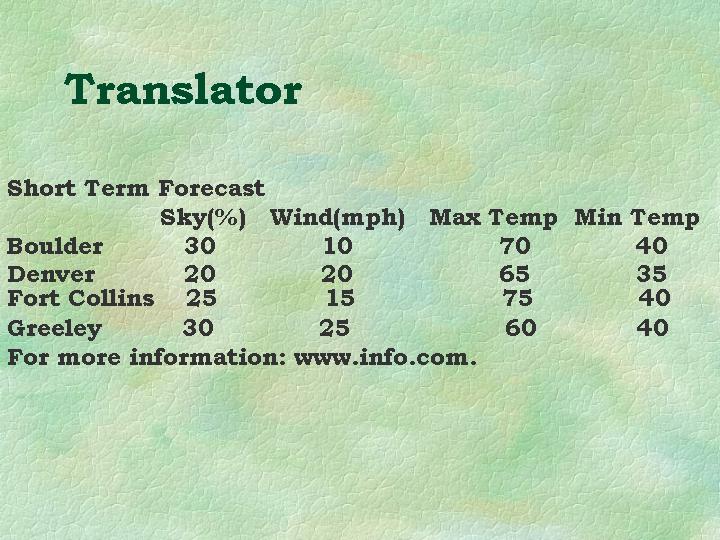 Translator
Short Term Forecast
Sky(%) Wind(mph) Max Temp Min Temp
Boulder 30 10 70 40
Denver 20 20 65 35
Fort Collins 25 15 75 40
Greeley 30 25 60 40
For more information: www.info.com.